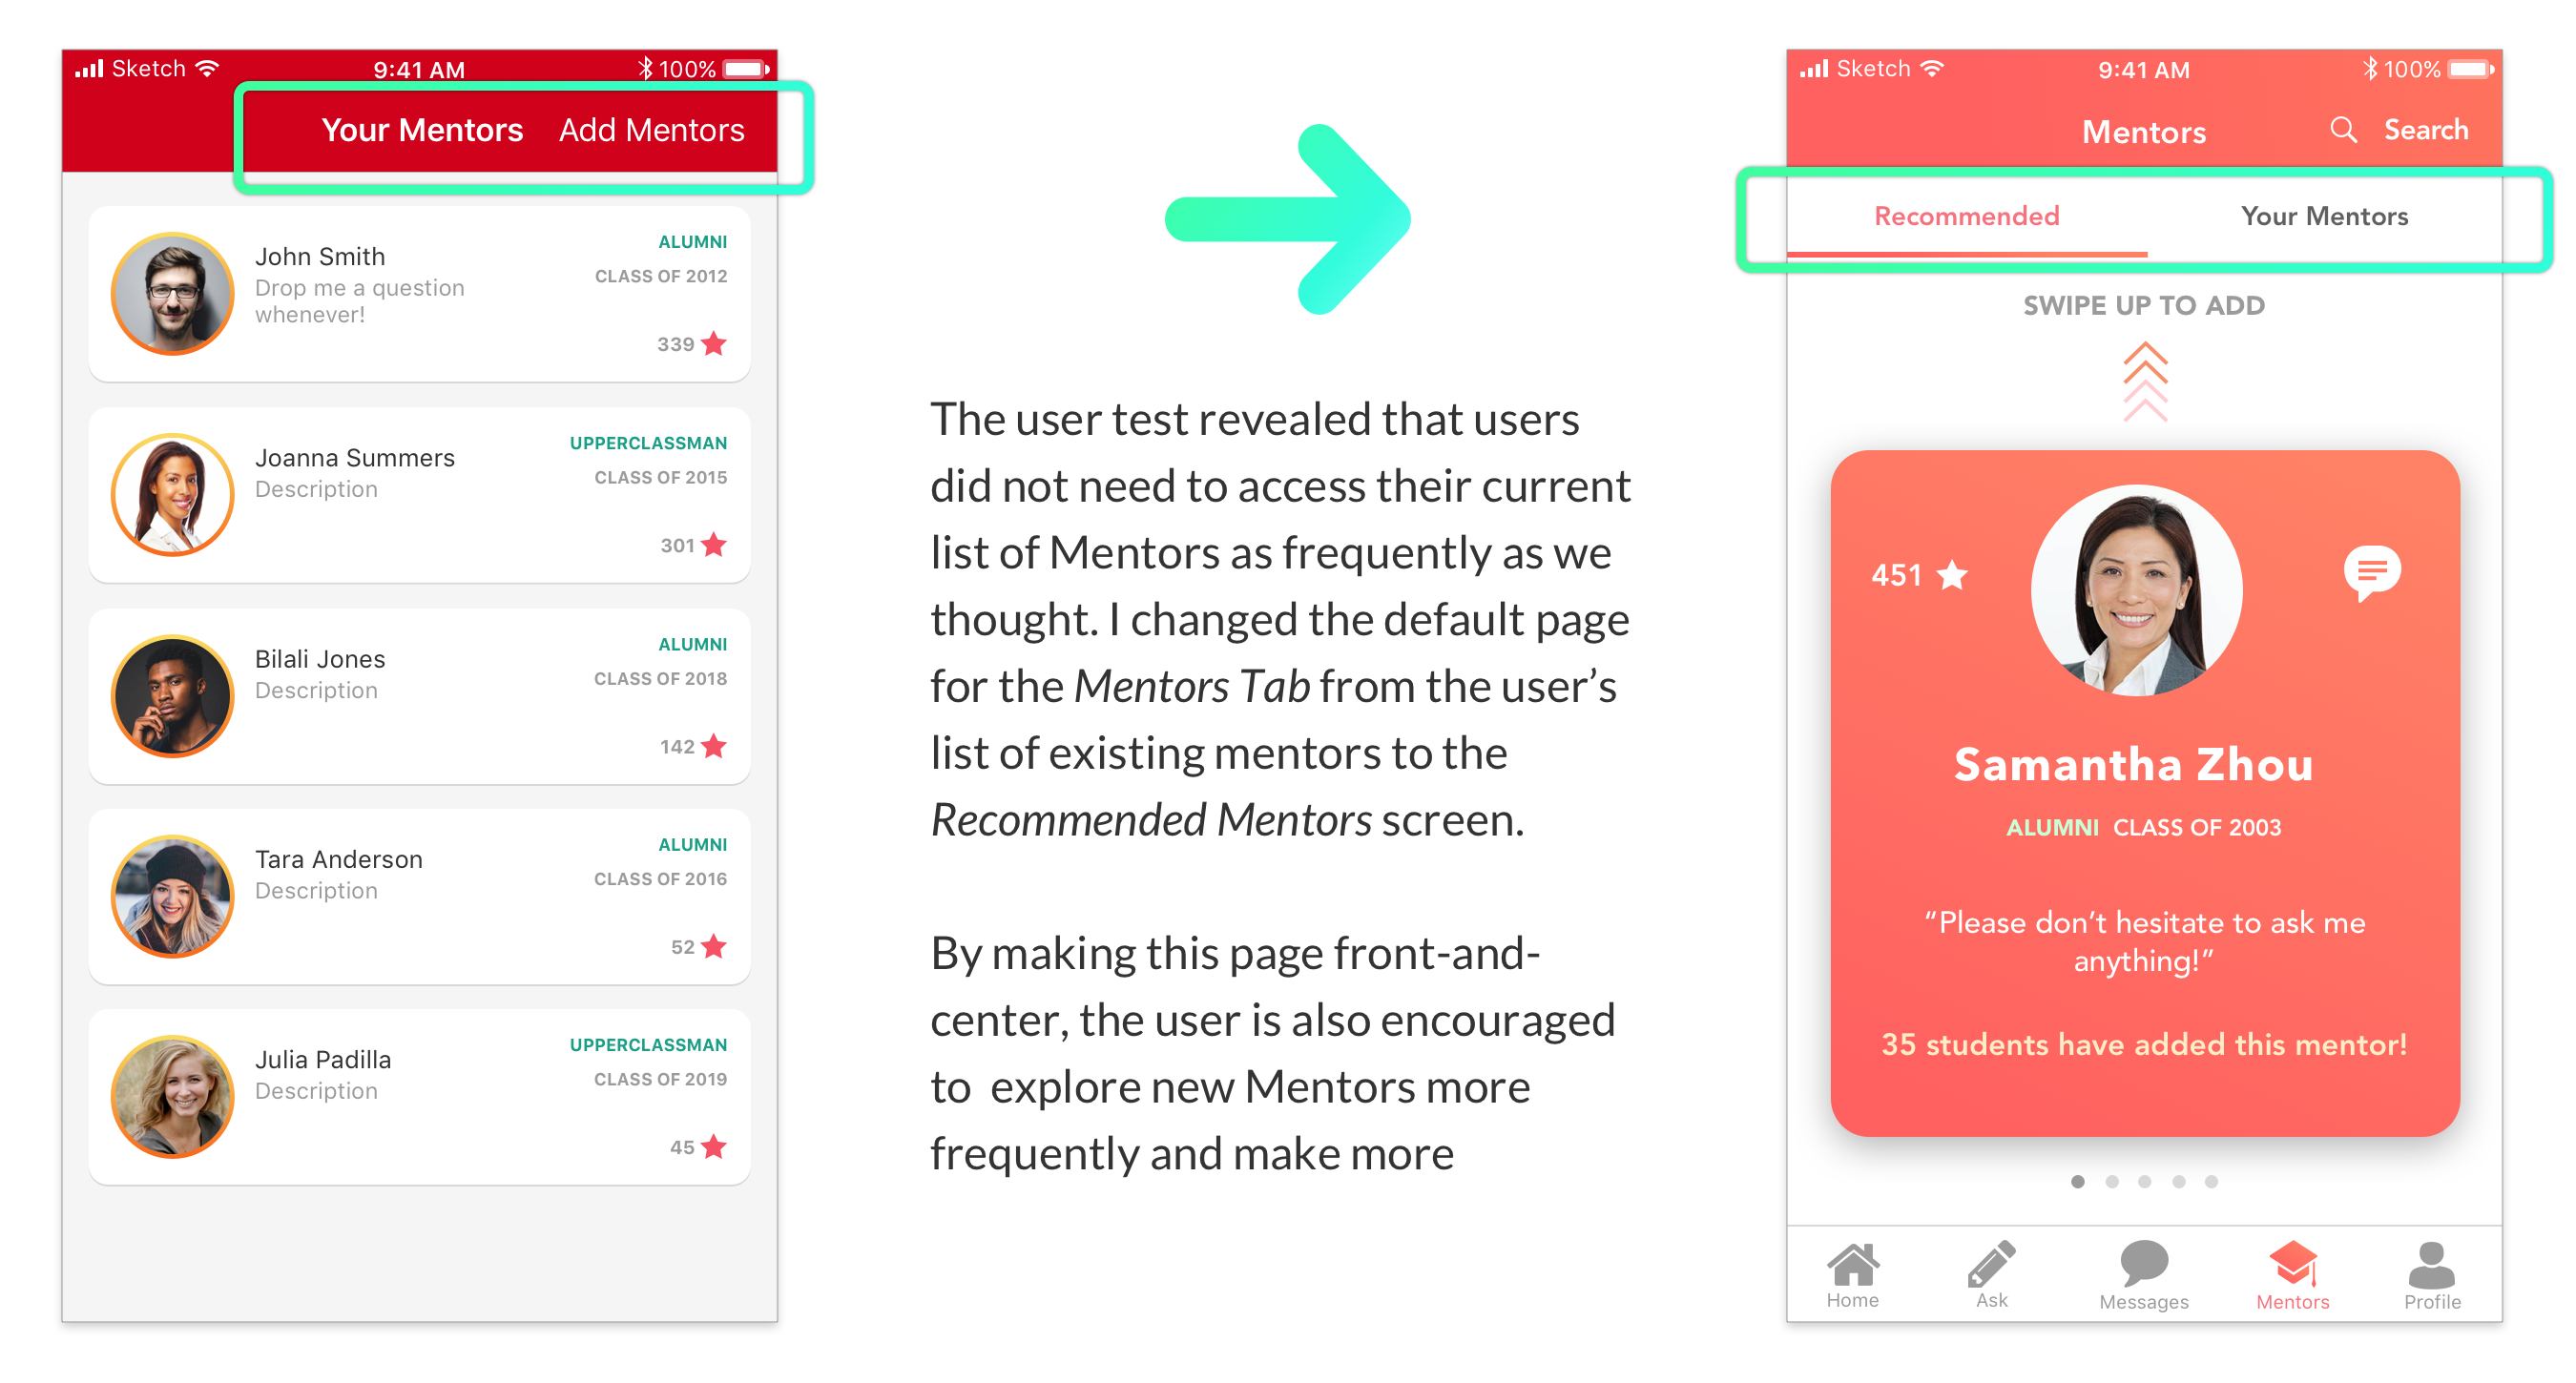 Sketch 9:41 AM 100%
Your Mentors Add Mentors
John Smith
Drop me a question
whenever!
ALUMNI
CLASS OF 2012
339
Joanna Summers
Description
UPPERCLASSMAN
CLASS OF 2015
301
Bilali Jones
Description
ALUMNI
CLASS OF 2018
142
Tara Anderson
Description
ALUMNI
CLASS OF 2016
52
Julia Padilla
Description
UPPERCLASSMAN
CLASS OF 2019
45
The user test revealed that users
did not need to access their current
list of Mentors as frequently as we
thought. I changed the default page
for the Mentors Tab from the user’s
list of existing mentors to the
Recommended Mentors screen.
By making this page front-and-
center, the user is also encouraged
to  explore new Mentors more
frequently and make more
Sketch 9:41 AM 100%
Mentors Search
Recommended Your Mentors
SWIPE UP TO ADD
451
Samantha Zhou
ALUMNI CLASS OF 2003
“Please don’t hesitate to ask me
anything!”
35 students have added this mentor!
Home Ask Messages Mentors Profile